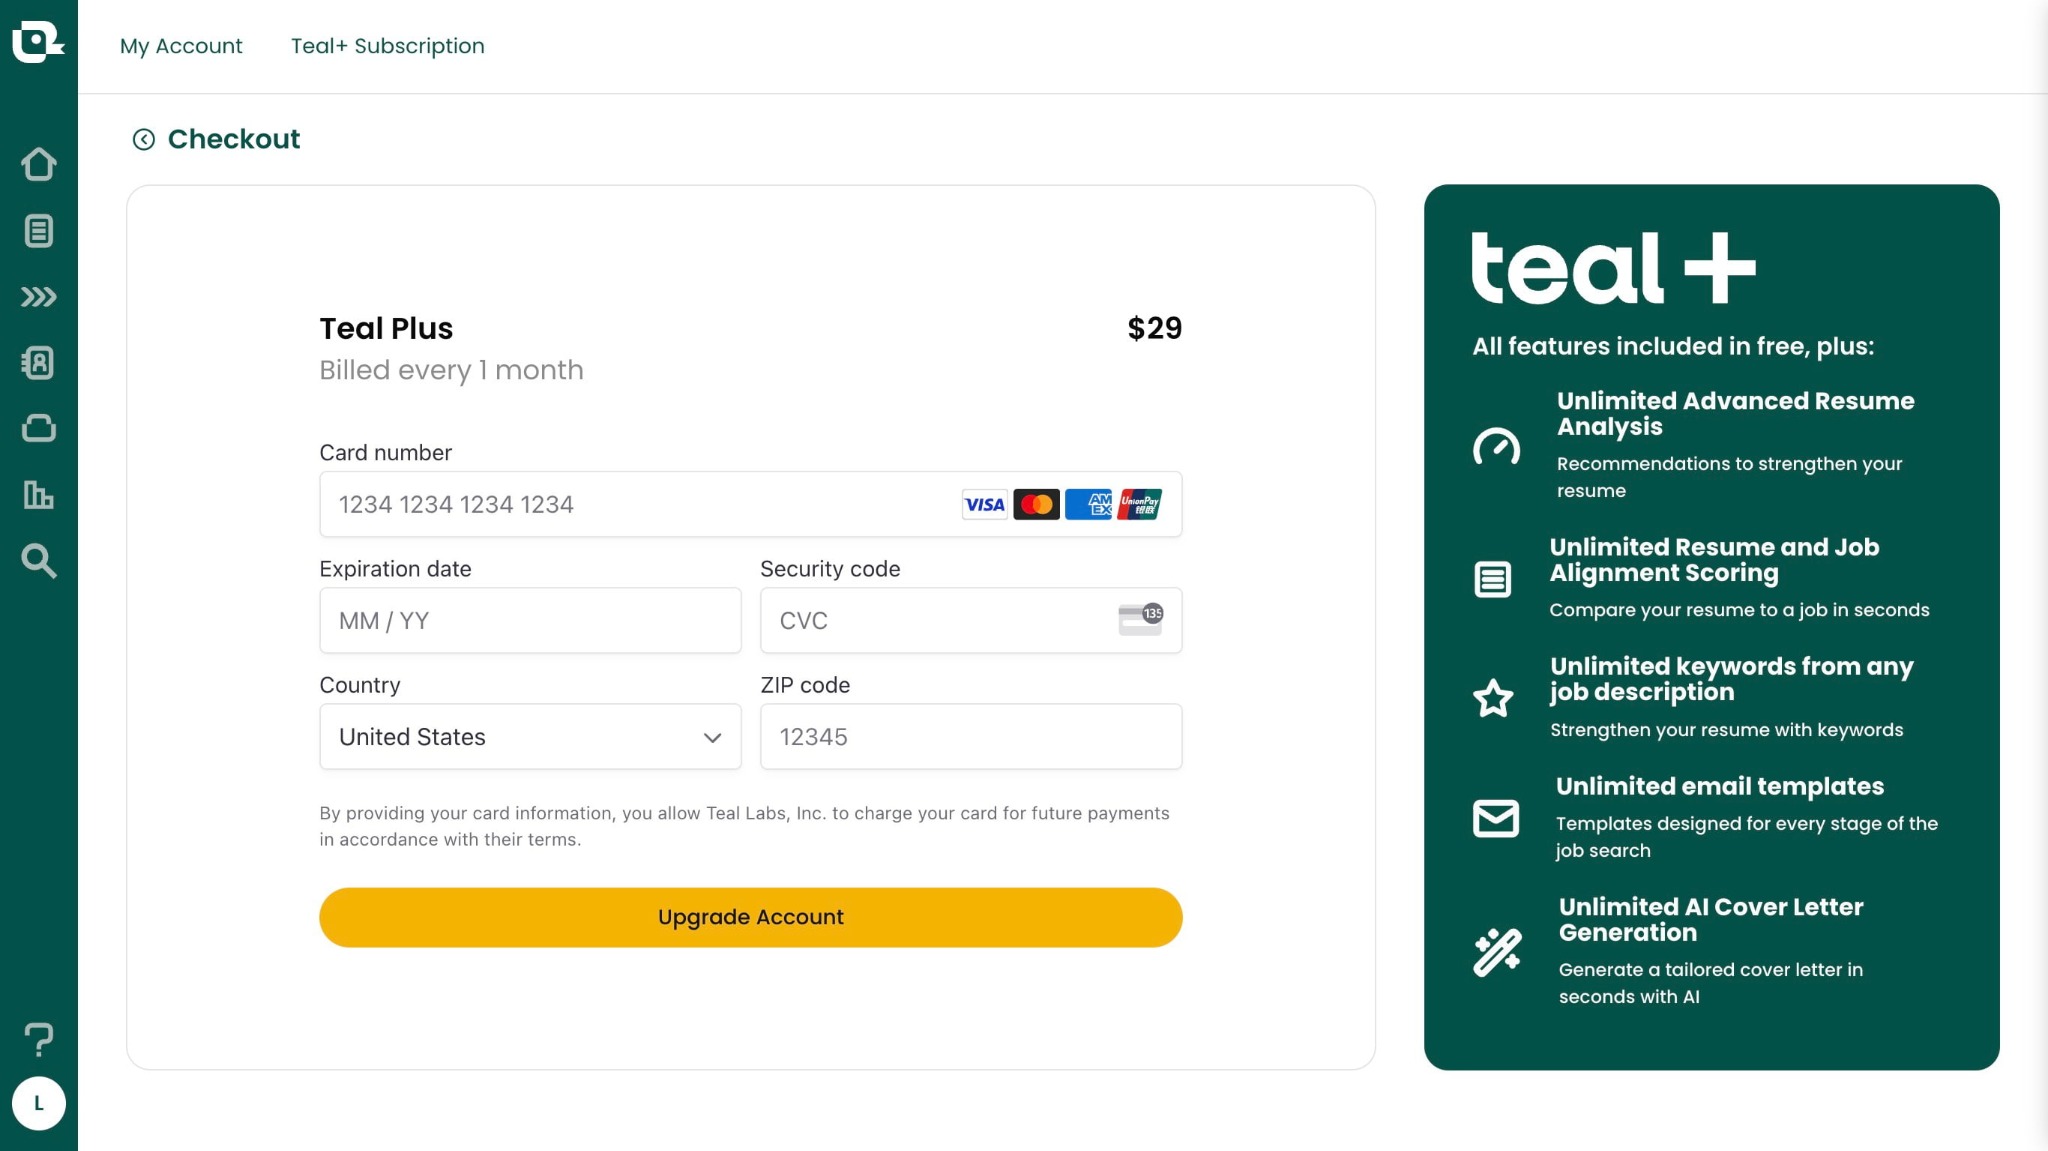 My Account
Teal+ Subscription
Checkout
Teal Plus
$29
Billed every 1 month
Card number
1234 1234 1234 1234
VISA
AM
EX
UnionPay
银联
Expiration date
Security code
MM / YY
CVC
135
Country
ZIP code
United States
12345
By providing your card information, you allow Teal Labs, Inc. to charge your card for future payments
in accordance with their terms.
Upgrade Account
teal+
All features included in free, plus:
Unlimited Advanced Resume
Analysis
Recommendations to strengthen your
resume
Unlimited Resume and Job
Alignment Scoring
Compare your resume to a job in seconds
Unlimited keywords from any
job description
Strengthen your resume with keywords
Unlimited email templates
Templates designed for every stage of the
job search
Unlimited AI Cover Letter
Generation
Generate a tailored cover letter in
seconds with AI
L